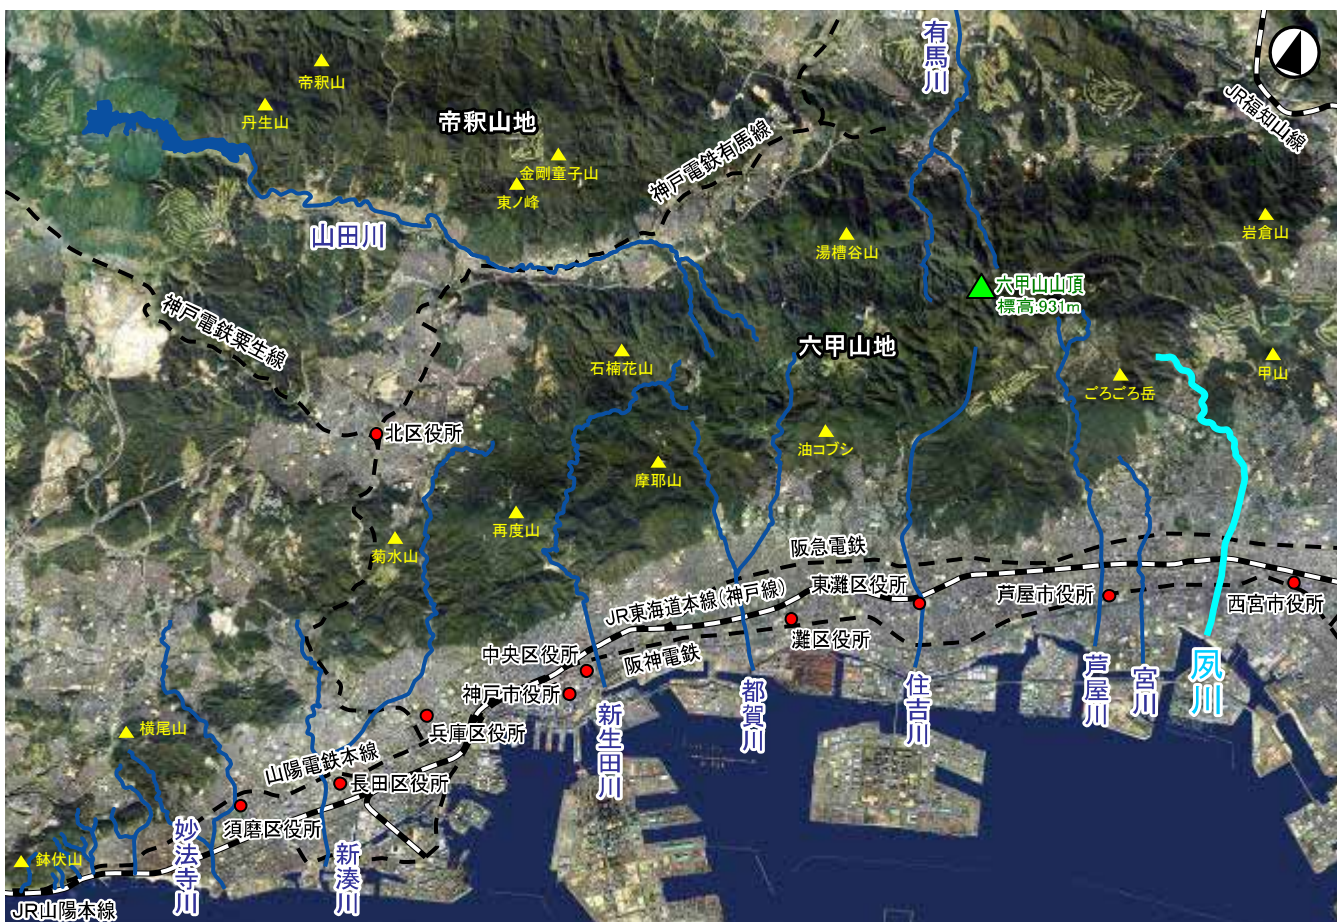 有馬川
帝釈山
丹生山
帝釈山地
JR福知山線
金剛童子山
東ノ峰
神戸電鉄有馬線
山田川
湯槽谷山
岩倉山
六甲山山頂
標高:931m
神戸電鉄粟生線
六甲山地
石楠花山
甲山
ごろごろ岳
北区役所
油コブシ
摩耶山
再度山
菊水山
阪急電鉄
JR東海道本線(神戸線)
東灘区役所
芦屋市役所
西宮市役所
灘区役所
阪神電鉄
中央区役所
神戸市役所
兵庫区役所
横尾山
山陽電鉄本線
長田区役所
須磨区役所
鉢伏山
JR山陽本線
妙法寺川
新湊川
新生田川
都賀川
住吉川
芦屋川
宮川
夙川